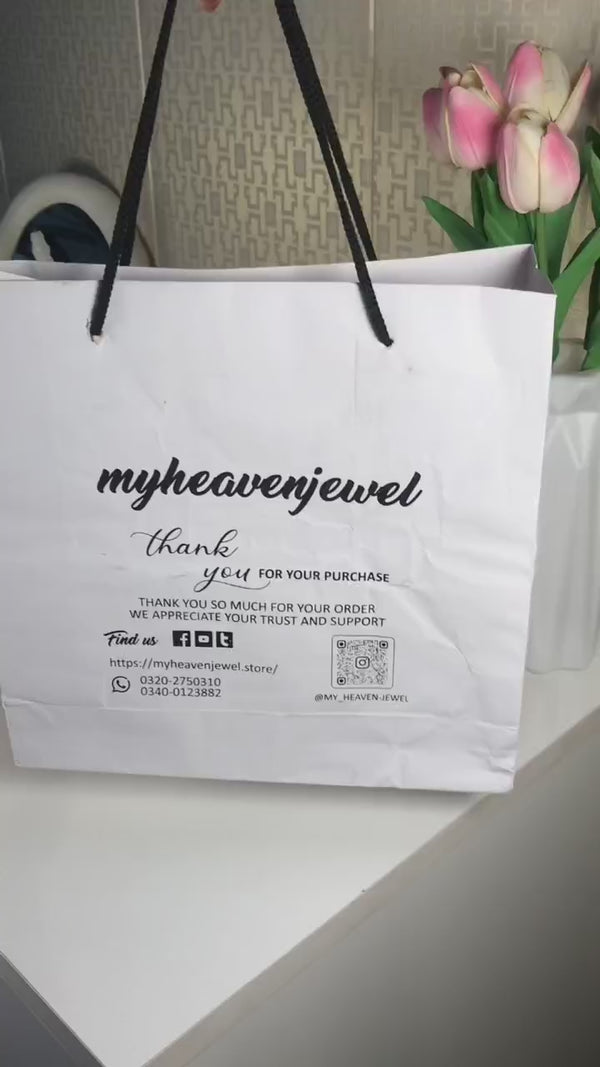 myheavenjewel
thank
you FOR YOUR PURCHASE
THANK YOU SO MUCH FOR YOUR ORDER
WE APPRECIATE YOUR TRUST AND SUPPORT
Find us
https://myheavenjewel.store/
0320-2750310
0340-0123882
@MY_HEAVEN-JEWEL